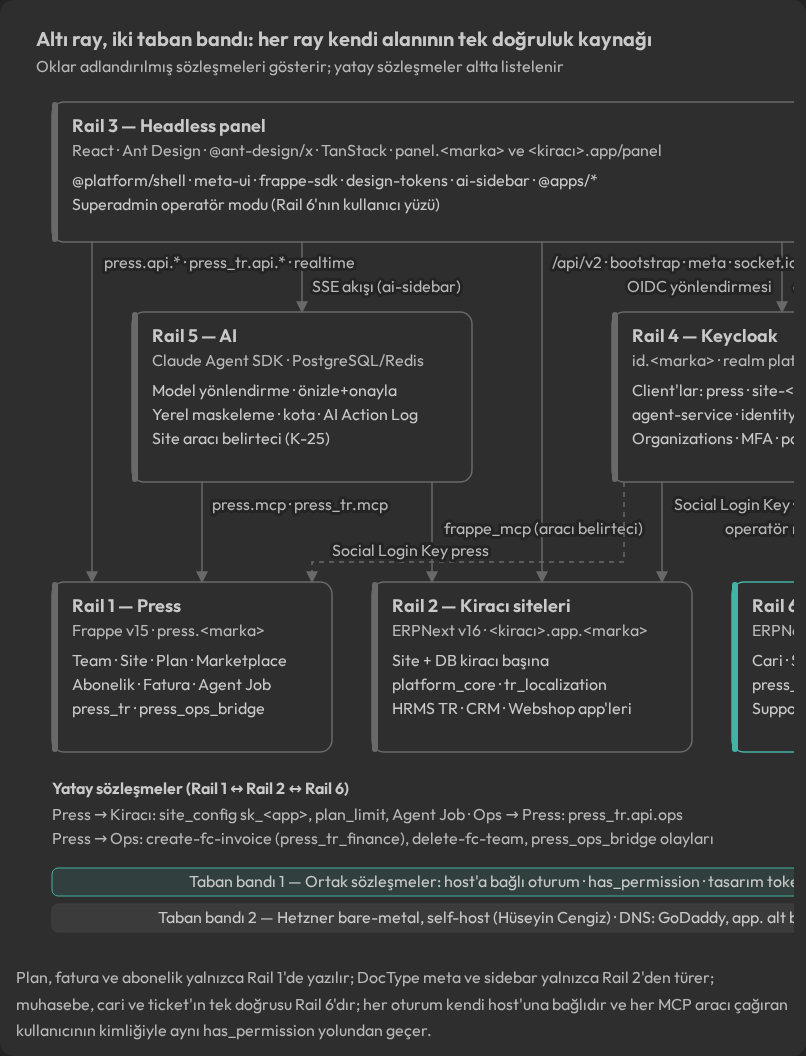 Altı ray, iki taban bandı: her ray kendi alanının tek doğruluk kaynağı
Oklar adlandırılmış sözleşmeleri gösterir; yatay sözleşmeler altta listelenir
Rail 3 — Headless panel
React · Ant Design · @ant-design/x · TanStack · panel.<marka> ve <kiracı>.app/panel
@platform/shell · meta-ui · frappe-sdk · design-tokens · ai-sidebar · @apps/*
Superadmin operatör modu (Rail 6'nın kullanıcı yüzü)
press.api.* · press_tr.api.* · realtime
/api/v2 · bootstrap · meta · socket.io
SSE akışı (ai-sidebar)
OIDC yönlendirmesi
Rail 5 — AI
Claude Agent SDK · PostgreSQL/Redis
Model yönlendirme · önizle+onayla
Yerel maskeleme · kota · AI Action Log
Site aracı belirteci (K-25)
Rail 4 — Keycloak
id.<marka> · realm plat
Client'lar: press · site-<
agent-service · identity
Organizations · MFA ·
press.mcp · press_tr.mcp
Social Login Key ·
operatör
frappe_mcp (aracı belirteci)
Social Login Key press
Rail 1 — Press
Frappe v15 · press.<marka>
Team · Site · Plan · Marketplace
Abonelik · Fatura · Agent Job
press_tr · press_ops_bridge
Rail 2 — Kiracı siteleri
ERPNext v16 · <kiracı>.app.<marka>
Site + DB kiracı başına
platform_core · tr_localization
HRMS TR · CRM · Webshop app'leri
Rail 6
ERPNe
Cari ·
press_
Suppo
Yatay sözleşmeler (Rail 1 ↔ Rail 2 ↔ Rail 6)
Press → Kiracı: site_config sk_<app>, plan_limit, Agent Job · Ops → Press: press_tr.api.ops
Press → Ops: create-fc-invoice (press_tr_finance), delete-fc-team, press_ops_bridge olayları
Taban bandı 1 — Ortak sözleşmeler: host'a bağlı oturum · has_permission · tasarım toke
Taban bandı 2 — Hetzner bare-metal, self-host (Hüseyin Cengiz) · DNS: GoDaddy, app. alt b
Plan, fatura ve abonelik yalnızca Rail 1'de yazılır; DocType meta ve sidebar yalnızca Rail 2'den türer;
muhasebe, cari ve ticket'ın tek doğrusu Rail 6'dır; her oturum kendi host'una bağlıdır ve her MCP aracı çağıran
kullanıcının kimliğiyle aynı has_permission yolundan geçer.